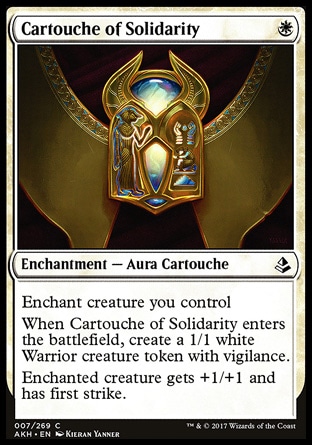 Cartouche of Solidarity
Enchantment — Aura Cartouche
Enchant creature you control
When Cartouche of Solidarity enters
the battlefield, create a 1/1 white
Warrior creature token with vigilance.
Enchanted creature gets +1/+1 and
has first strike.
007/269 C
AKH • EN KIERAN YANNER
™ & © 2017 Wizards of the Coast